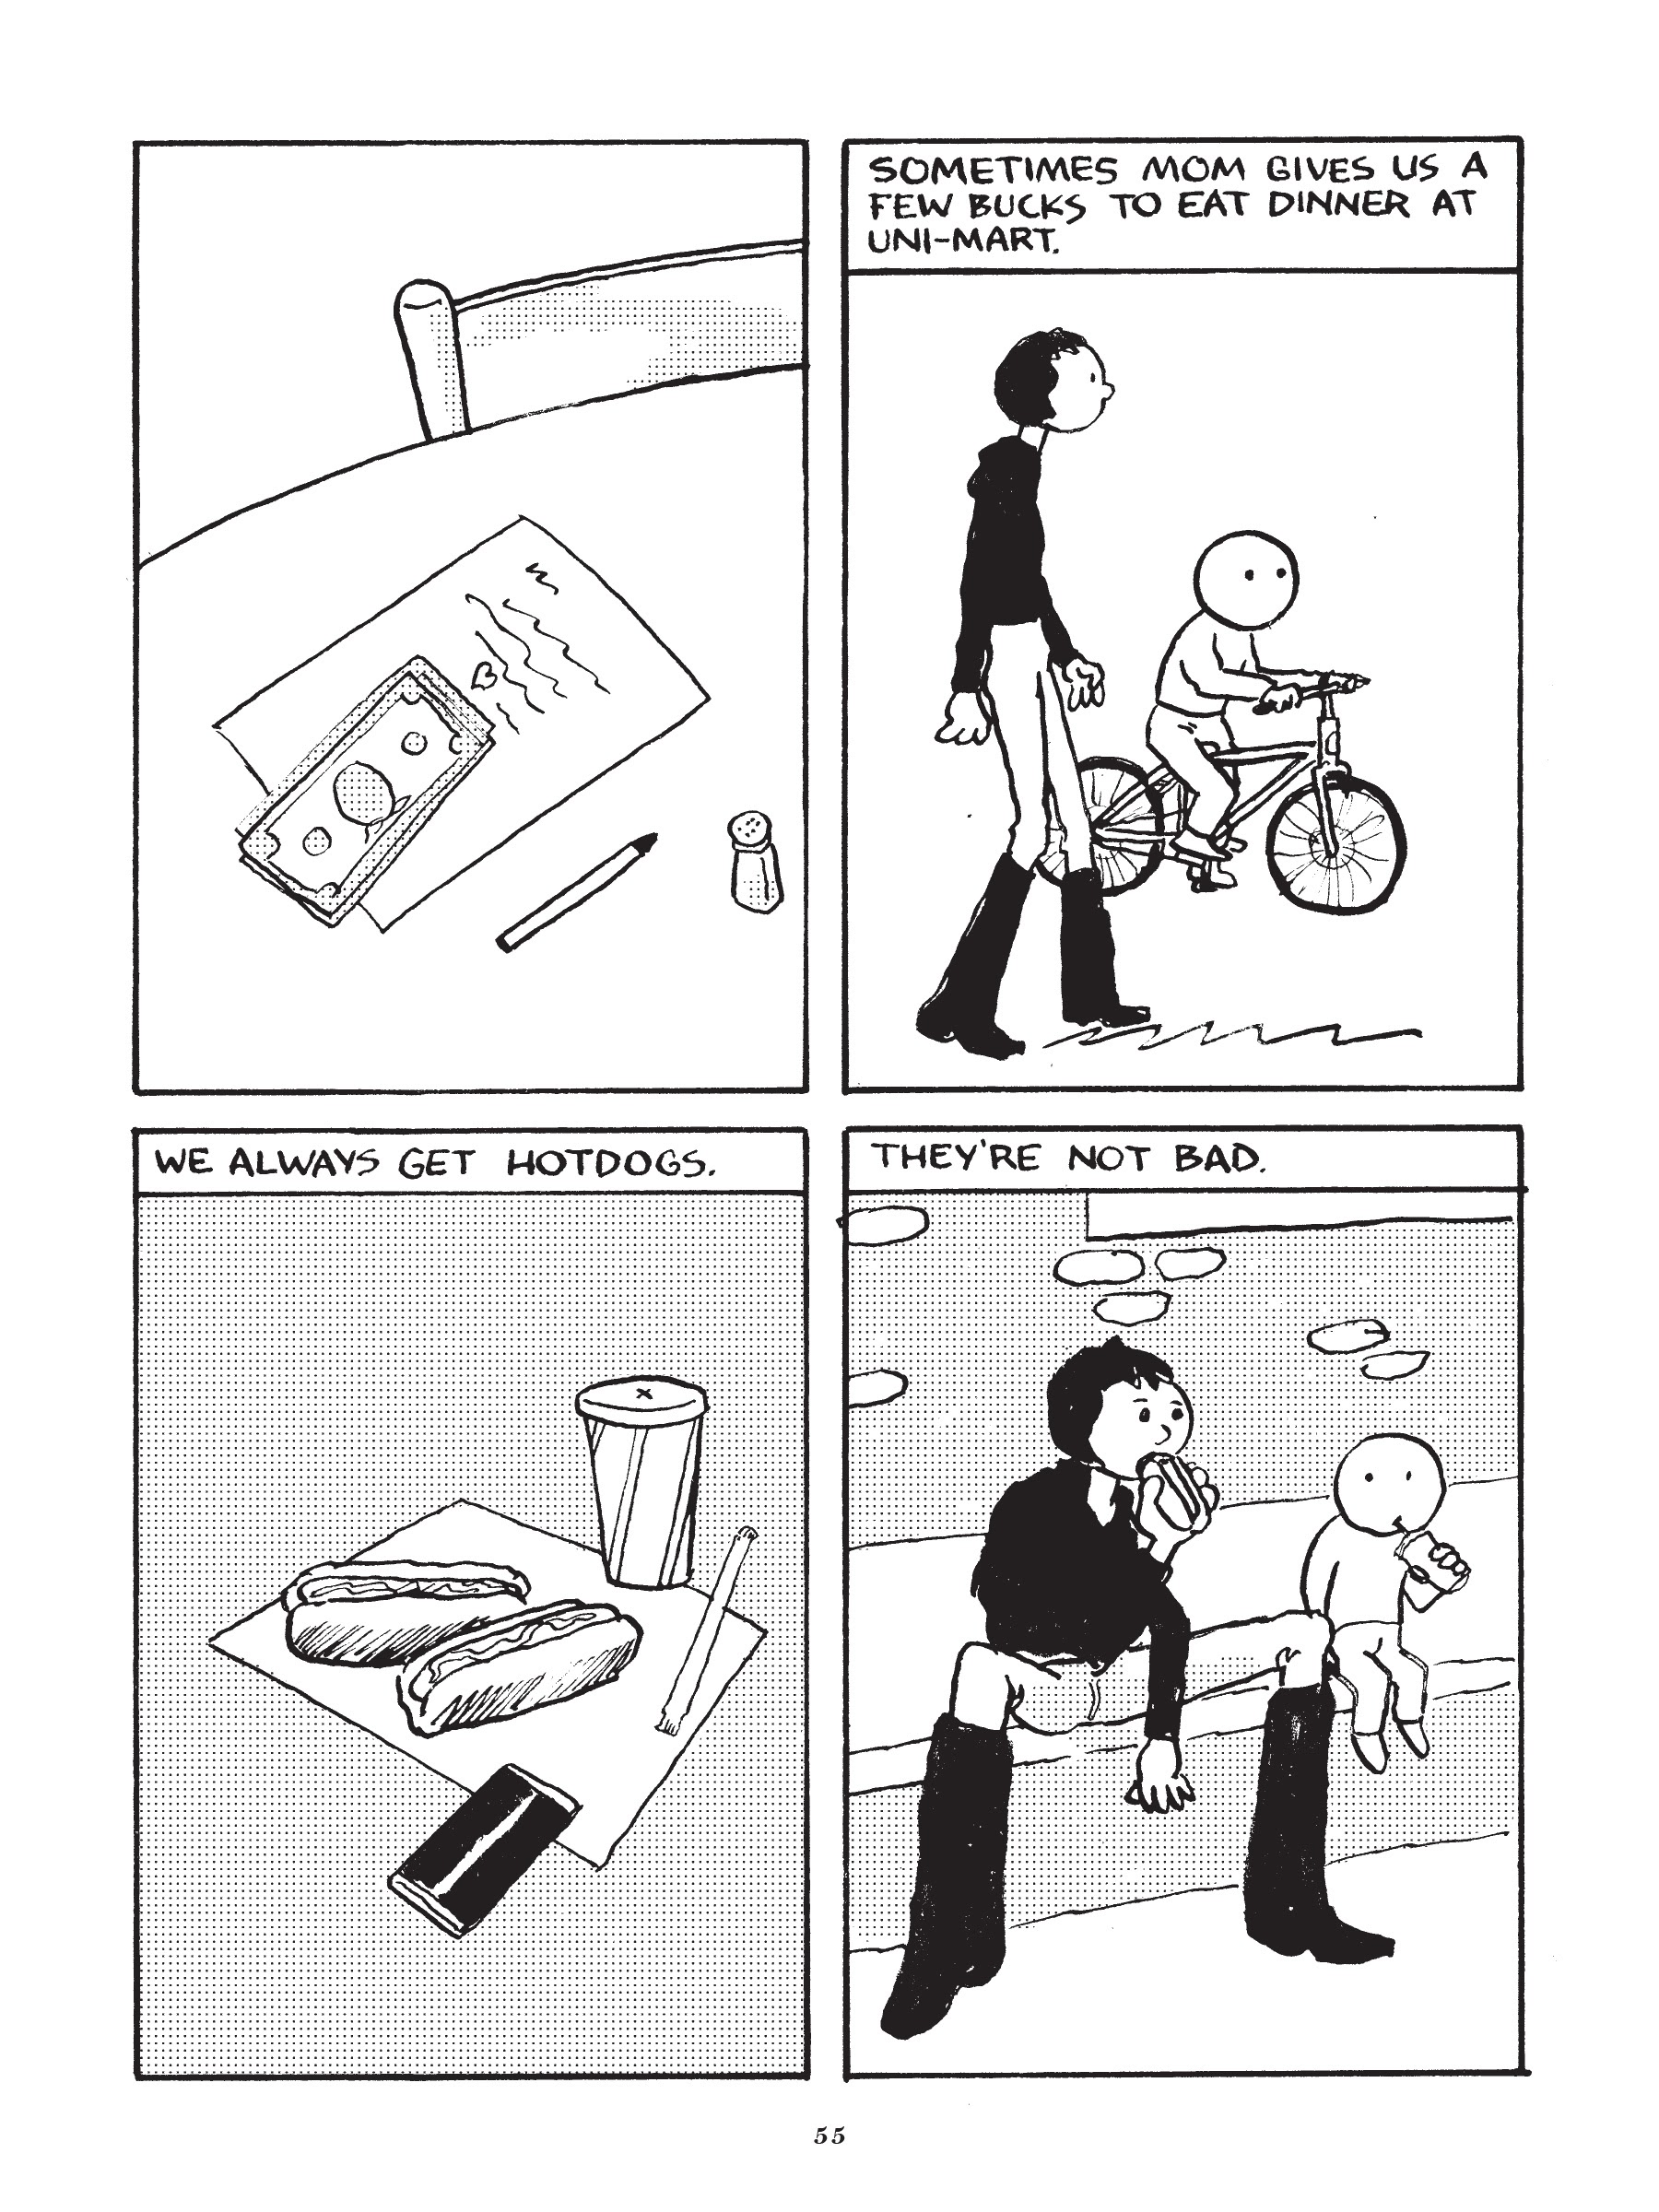 SOMETIMES MOM GIVES US A
FEW BUCKS TO EAT DINNER AT
UNI-MART.
WE ALWAYS GET HOTDOGS.
THEY'RE NOT BAD.
55